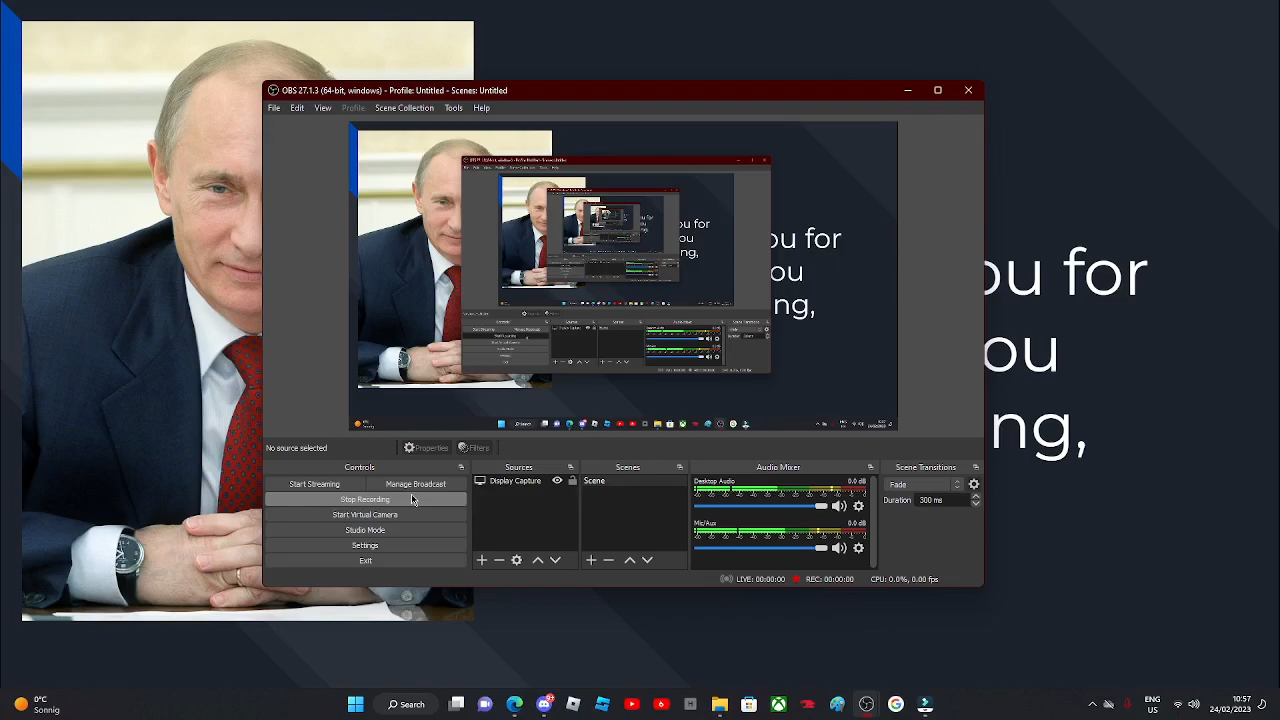 OBS 27.1.3 (64-bit, windows) - Profile: Untitled - Scenes: Untitled
File Edit View Profile Scene Collection Tools Help
you for
you
ng,
ou for
ou
ng,
No source selected Properties Filters
Controls Sources Scenes Audio Mixer Scene Transitions
Start Streaming Manage Broadcast Display Capture Scene Desktop Audio 0.0 dB Fade
Stop Recording Duration 300 ms
Start Virtual Camera
Studio Mode Mic/Aux 0.0 dB
Settings
Exit
LIVE: 00:00:00 REC: 00:00:00 CPU: 0.0%, 0.00 fps
0°C
Sonnig
Search
ENG
US
10:57
24/02/2023